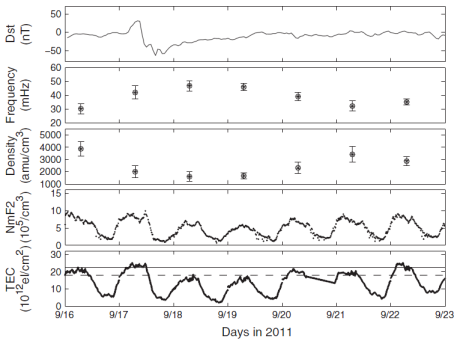 Dst
(nT)
50
0
−50
Frequency
(mHz)
60
50
40
30
20
Density
(amu/cm³)
5000
4000
3000
2000
1000
NmF2
(10⁵/cm³)
15
10
5
0
TEC
(10¹²el/cm²)
30
20
10
0
9/16 9/17 9/18 9/19 9/20 9/21 9/22 9/23
Days in 2011